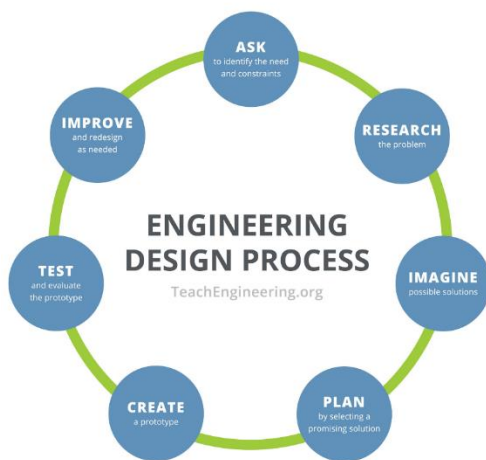 ASK
to identify the need
and constraints
RESEARCH
the problem
IMAGINE
possible solutions
PLAN
by selecting a
promising solution
CREATE
a prototype
TEST
and evaluate
the prototype
IMPROVE
and redesign
as needed
ENGINEERING
DESIGN PROCESS
TeachEngineering.org